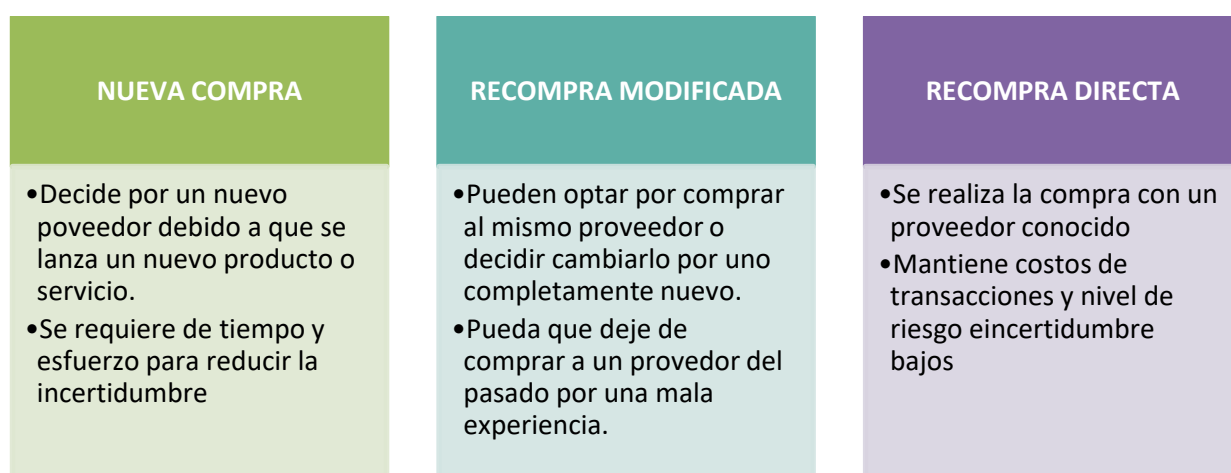 NUEVA COMPRA
•Decide por un nuevo
poveedor debido a que se
lanza un nuevo producto o
servicio.
•Se requiere de tiempo y
esfuerzo para reducir la
incertidumbre
RECOMPRA MODIFICADA
•Pueden optar por comprar
al mismo proveedor o
decidir cambiarlo por uno
completamente nuevo.
•Pueda que deje de
comprar a un provedor del
pasado por una mala
experiencia.
RECOMPRA DIRECTA
•Se realiza la compra con un
proveedor conocido
•Mantiene costos de
transacciones y nivel de
riesgo eincertidumbre
bajos